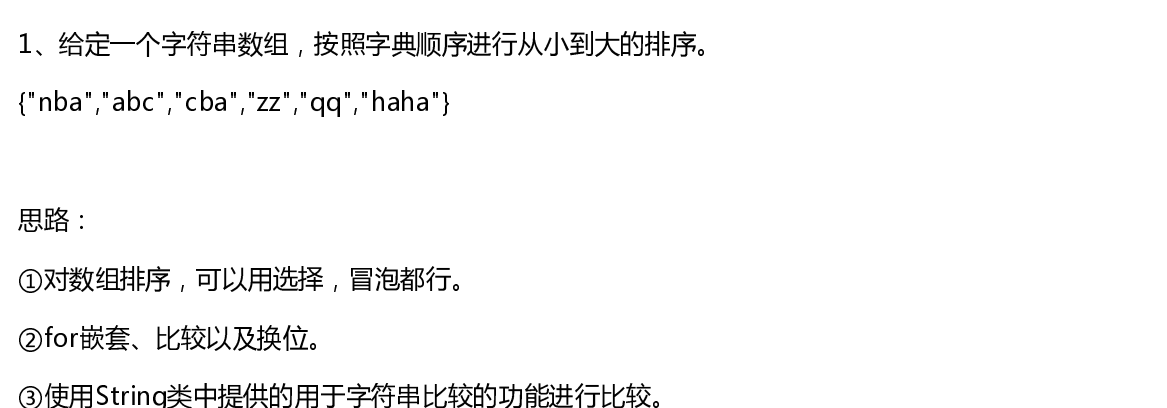 1、给定一个字符串数组，按照字典顺序进行从小到大的排序。
{"nba","abc","cba","zz","qq","haha"}
思路：
①对数组排序，可以用选择，冒泡都行。
②for嵌套、比较以及换位。
③使用String类中提供的用于字符串比较的功能进行比较。